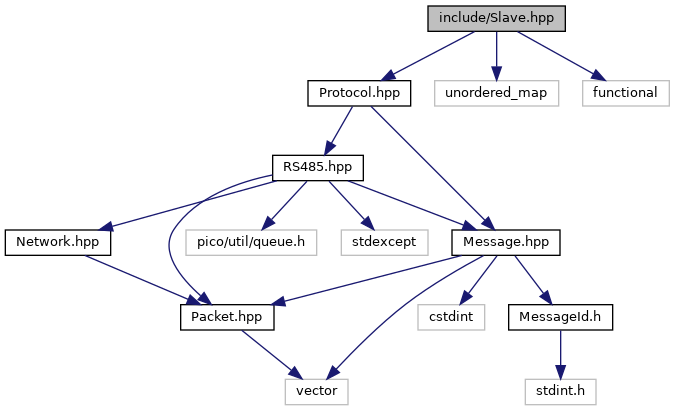 include/Slave.hpp
Protocol.hpp
unordered_map
functional
RS485.hpp
Network.hpp
pico/util/queue.h
stdexcept
Message.hpp
Packet.hpp
cstdint
MessageId.h
vector
stdint.h